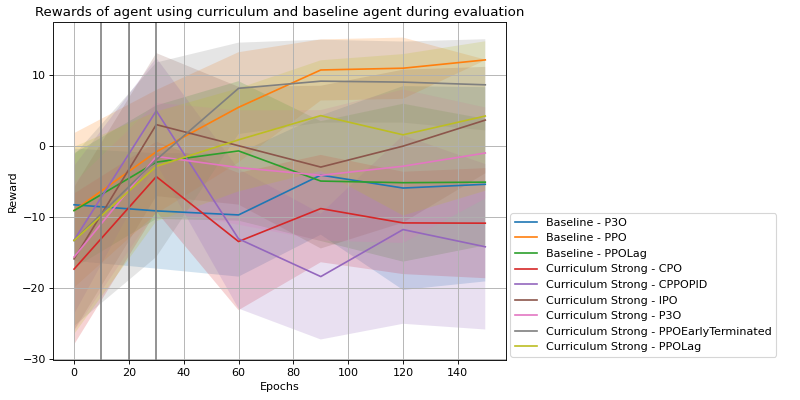 Rewards of agent using curriculum and baseline agent during evaluation
10
0
−10
−20
−30
Reward
0 20 40 60 80 100 120 140
Epochs
Baseline - P3O
Baseline - PPO
Baseline - PPOLag
Curriculum Strong - CPO
Curriculum Strong - CPPOPID
Curriculum Strong - IPO
Curriculum Strong - P3O
Curriculum Strong - PPOEarlyTerminated
Curriculum Strong - PPOLag